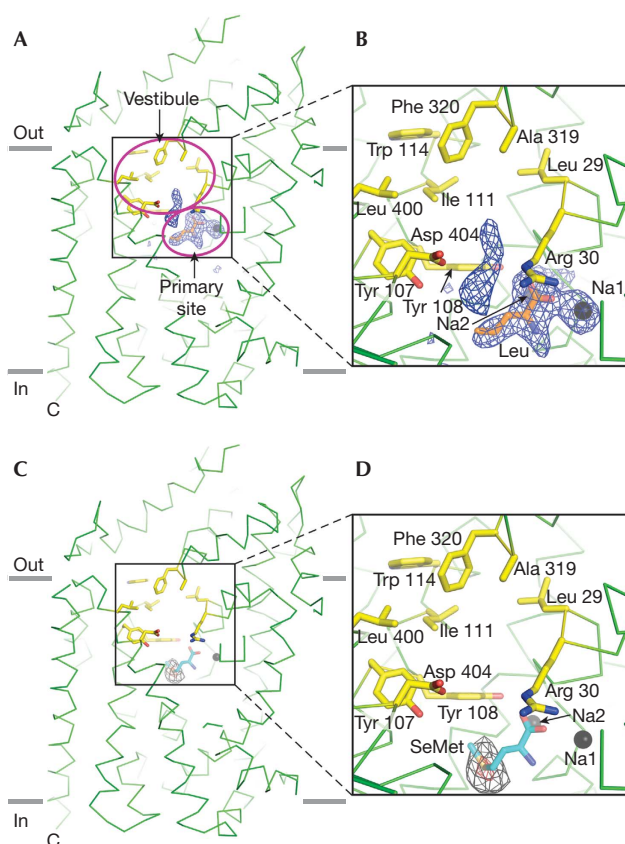 A
B
Vestibule
Out
Primary
site
In
C
Phe 320
Ala 319
Trp 114
Leu 29
Leu 400
Ile 111
Asp 404
Arg 30
Tyr 107
Tyr 108
Na2
Na1
Leu
C
D
Out
In
C
Phe 320
Trp 114
Ala 319
Leu 29
Leu 400
Ile 111
Asp 404
Arg 30
Tyr 107
Tyr 108
Na2
SeMet
Na1